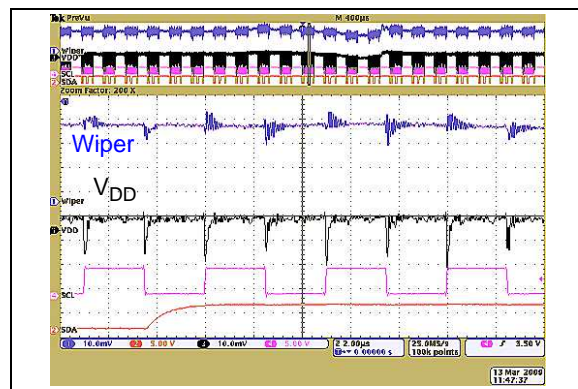 Tek PreVu M 400µs
Wiper
VDD
SCL
SDA
Zoom Factor: 200 X
Wiper
VDD
Wiper
VDD
SCL
SDA
10.0mV 5.00 V 10.0mV 5.00 V Z 2.00µs 25.0MS/s 3.50 V
0.00000 s 100k points
13 Mar 2009
11:47:37